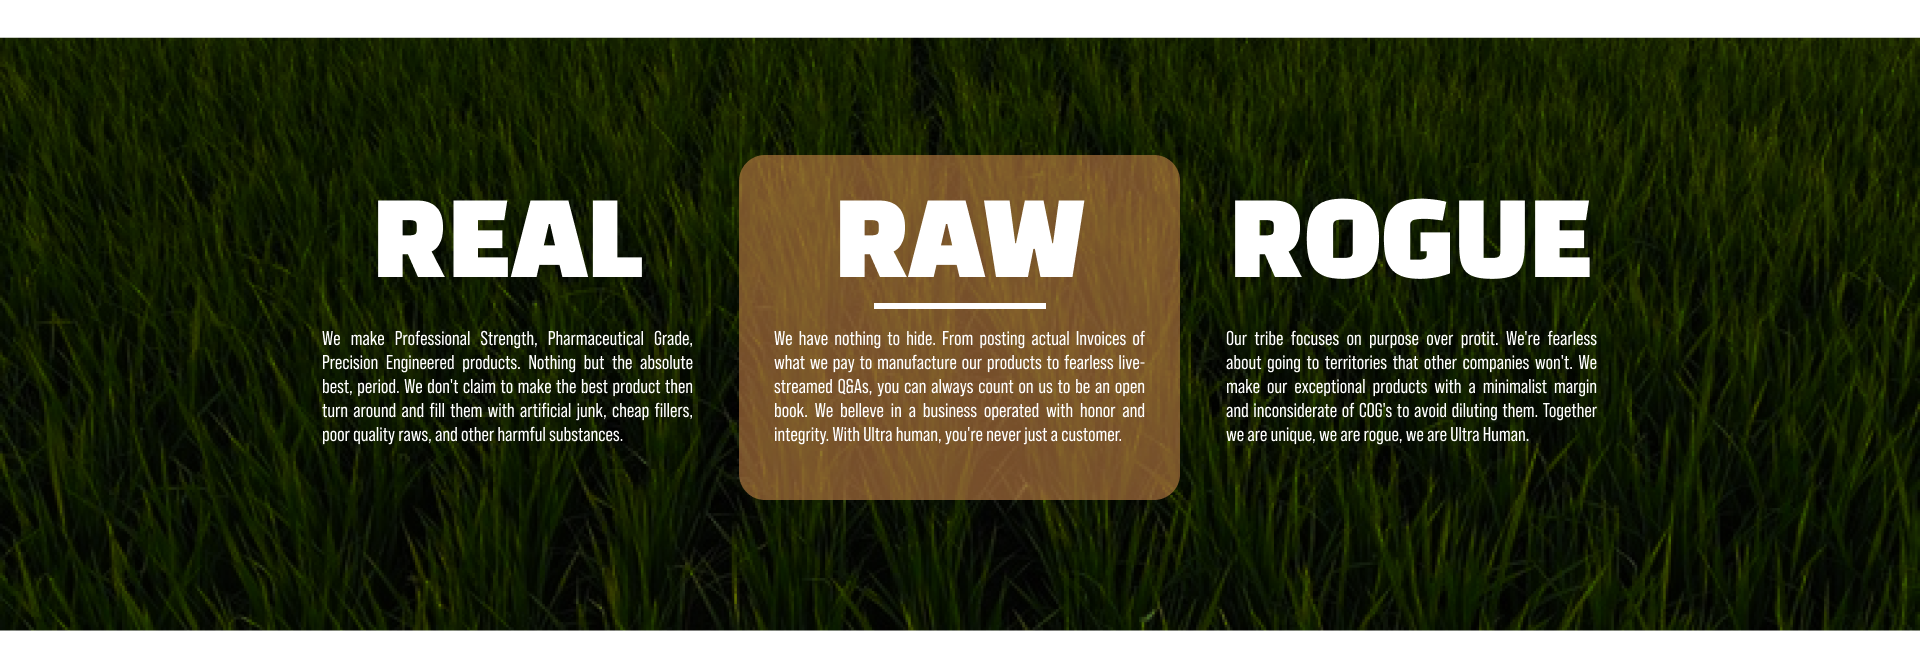 REAL
We make Professional Strength, Pharmaceutical Grade,
Precision Engineered products. Nothing but the absolute
best, period. We don't claim to make the best product then
turn around and fill them with artificial junk, cheap fillers,
poor quality raws, and other harmful substances.
RAW
We have nothing to hide. From posting actual Invoices of
what we pay to manufacture our products to fearless live-
streamed Q&As, you can always count on us to be an open
book. We belleve in a business operated with honor and
integrity. With Ultra human, you're never just a customer.
ROGUE
Our tribe focuses on purpose over protit. We're fearless
about going to territories that other companies won't. We
make our exceptional products with a minimalist margin
and inconsiderate of COG's to avoid diluting them. Together
we are unique, we are rogue, we are Ultra Human.